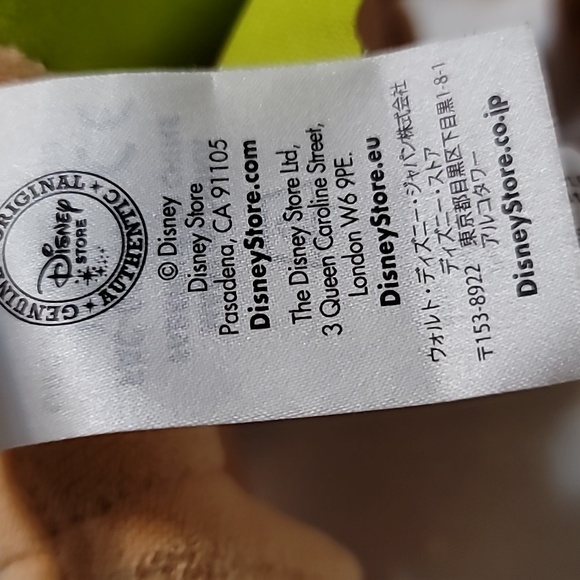 GENUINE ORIGINAL AUTHENTIC
Disney
STORE
© Disney
Disney Store
Pasadena, CA 91105
DisneyStore.com
The Disney Store Ltd,
3 Queen Caroline Street,
London W6 9PE.
DisneyStore.eu
ウォルト・ディズニー・ジャパン株式会社
ディズニー・ストア
〒153-8922 東京都目黒区下目黒1-8-1
アルコタワー
DisneyStore.co.jp